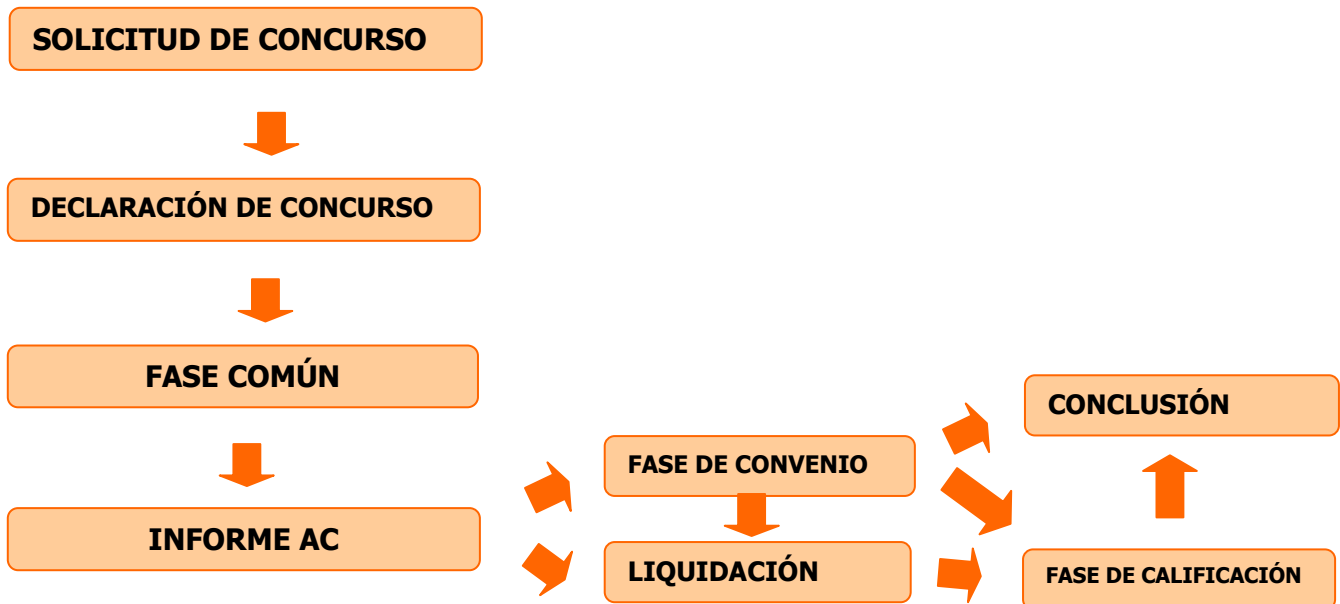 SOLICITUD DE CONCURSO
DECLARACIÓN DE CONCURSO
FASE COMÚN
INFORME AC
FASE DE CONVENIO
LIQUIDACIÓN
CONCLUSIÓN
FASE DE CALIFICACIÓN